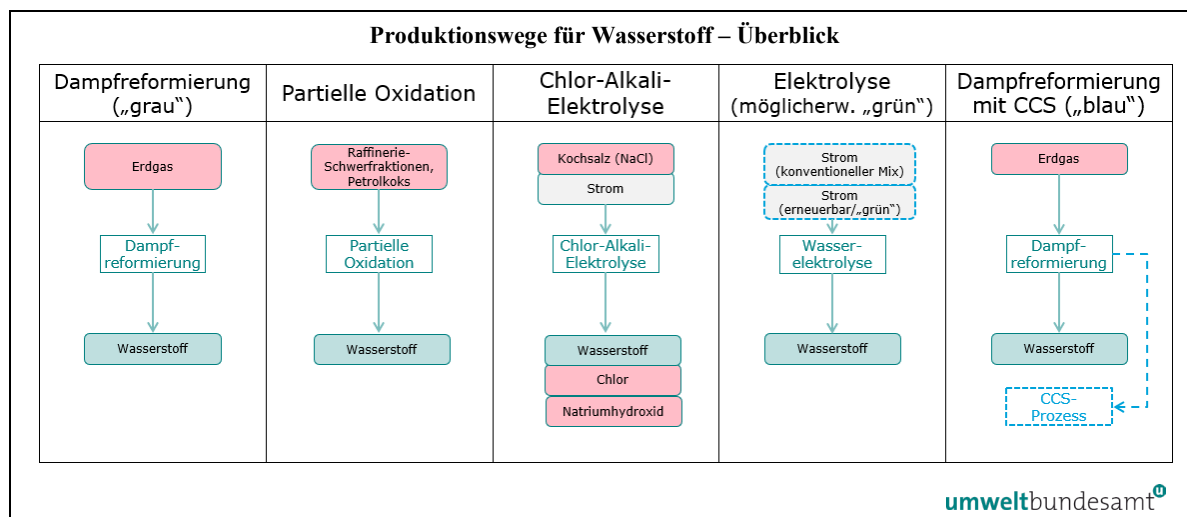 Produktionswege für Wasserstoff – Überblick
Dampfreformierung
(„grau“)
Erdgas
Dampf-
reformierung
Wasserstoff
Partielle Oxidation
Raffinerie-
Schwerfraktionen,
Petrolkoks
Partielle
Oxidation
Wasserstoff
Chlor-Alkali-
Elektrolyse
Kochsalz (NaCl)
Strom
Chlor-Alkali-
Elektrolyse
Wasserstoff
Chlor
Natriumhydroxid
Elektrolyse
(möglicherw. „grün“)
Strom
(konventioneller Mix)
Strom
(erneuerbar/„grün“)
Wasser-
elektrolyse
Wasserstoff
Dampfreformierung
mit CCS („blau“)
Erdgas
Dampf-
reformierung
Wasserstoff
CCS-
Prozess
umweltbundesamt u